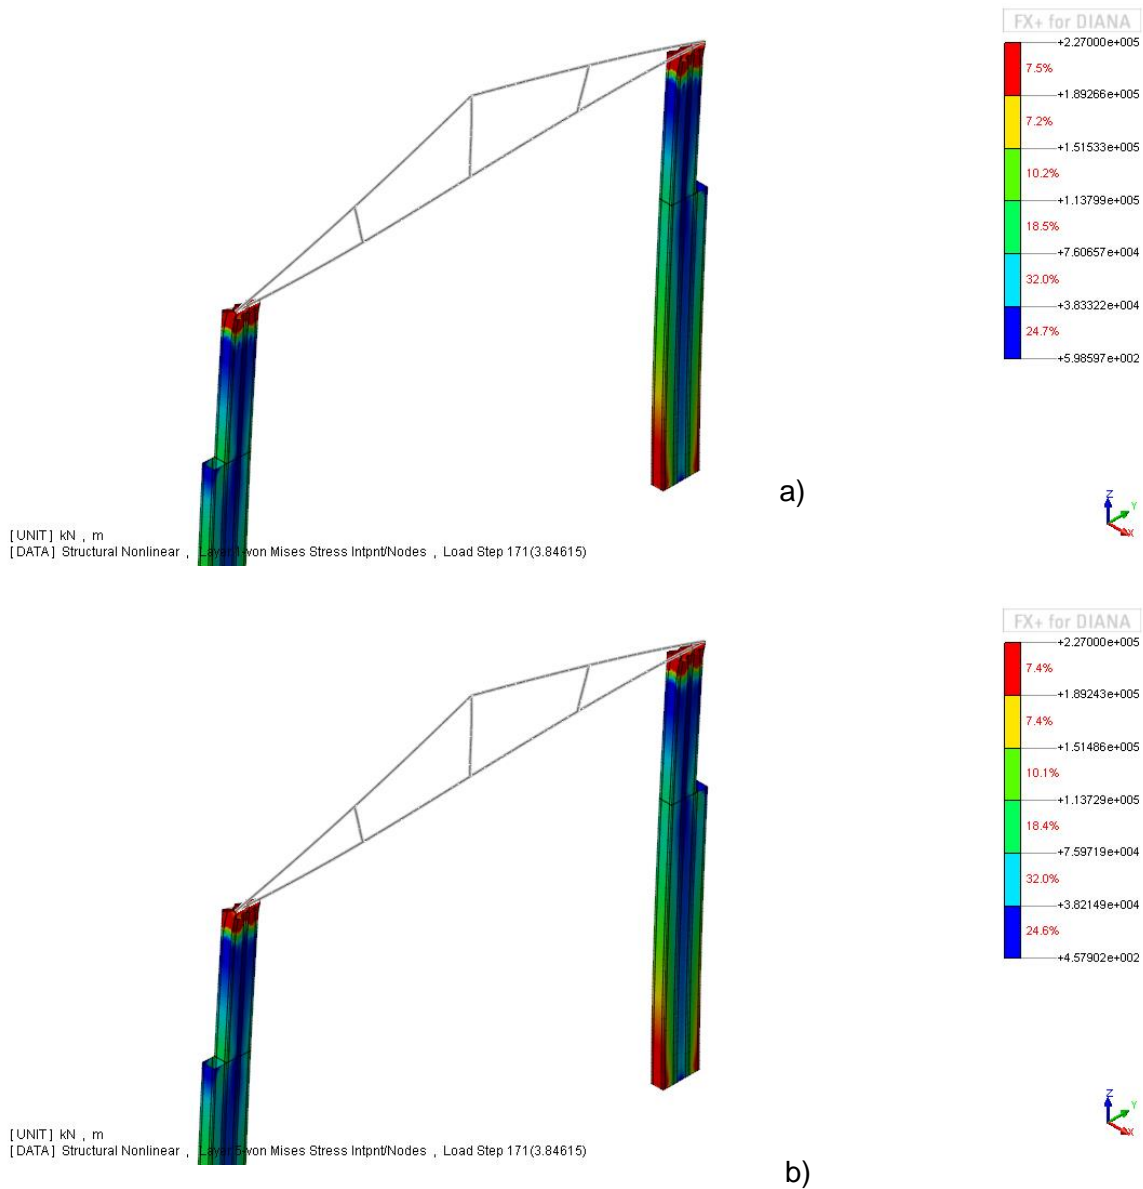 FX+ for DIANA
+2.27000e+005
7.5%
+1.89266e+005
7.2%
+1.51533e+005
10.2%
+1.13799e+005
18.5%
+7.60657e+004
32.0%
+3.83322e+004
24.7%
+5.98597e+002
a)
Z
Y
X
[UNIT] kN , m
[DATA] Structural Nonlinear , Layer 1-von Mises Stress Intpnt/Nodes , Load Step 171(3.84615)
FX+ for DIANA
+2.27000e+005
7.4%
+1.89243e+005
7.4%
+1.51486e+005
10.1%
+1.13729e+005
18.4%
+7.59719e+004
32.0%
+3.82149e+004
24.6%
+4.57902e+002
Z
Y
X
[UNIT] kN , m
[DATA] Structural Nonlinear , Layer 5-von Mises Stress Intpnt/Nodes , Load Step 171(3.84615)
b)